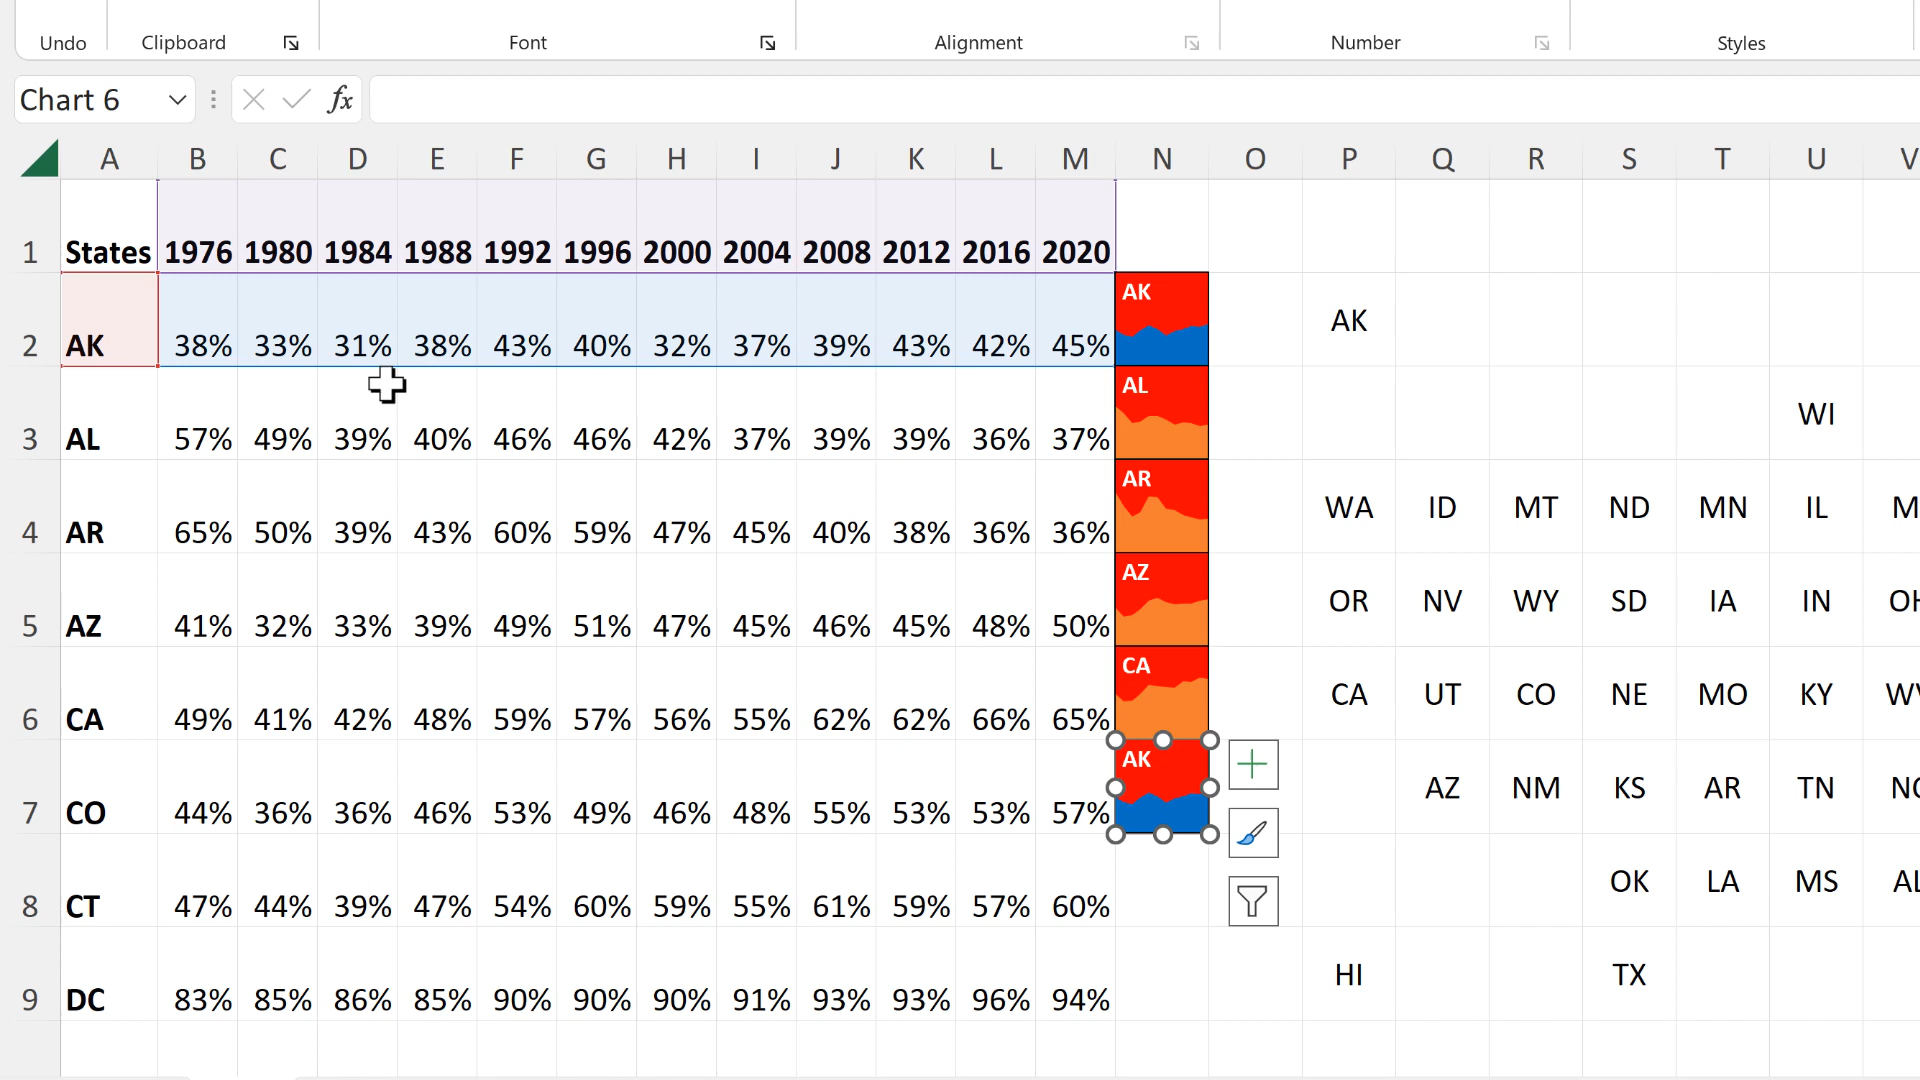 Undo Clipboard Font Alignment Number Styles
Chart 6 fx
A B C D E F G H I J K L M N O P Q R S T U V
1 States 1976 1980 1984 1988 1992 1996 2000 2004 2008 2012 2016 2020
AK
2 AK 38% 33% 31% 38% 43% 40% 32% 37% 39% 43% 42% 45% AK
AL
3 AL 57% 49% 39% 40% 46% 46% 42% 37% 39% 39% 36% 37% WI
AR
4 AR 65% 50% 39% 43% 60% 59% 47% 45% 40% 38% 36% 36% WA ID MT ND MN IL
AZ
5 AZ 41% 32% 33% 39% 49% 51% 47% 45% 46% 45% 48% 50% OR NV WY SD IA IN OH
CA
6 CA 49% 41% 42% 48% 59% 57% 56% 55% 62% 62% 66% 65% CA UT CO NE MO KY WV
AK
7 CO 44% 36% 36% 46% 53% 49% 46% 48% 55% 53% 53% 57% AZ NM KS AR TN NC
8 CT 47% 44% 39% 47% 54% 60% 59% 55% 61% 59% 57% 60% OK LA MS AL
9 DC 83% 85% 86% 85% 90% 90% 90% 91% 93% 93% 96% 94% HI TX